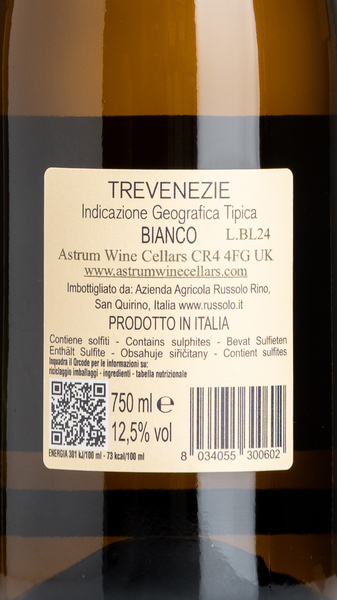 TREVENEZIE
Indicazione Geografica Tipica
BIANCO L.BL24
Astrum Wine Cellars CR4 4FG UK
www.astrumwinecellars.com
Imbottigliato da: Azienda Agricola Russolo Rino,
San Quirino, Italia www.russolo.it
PRODOTTO IN ITALIA
Contiene solfiti - Contains sulphites - Bevat Sulfieten
Enthält Sulfite - Obsahuje siřičitany - Contient sulfites
Inquadra il Qrcode per le informazioni su:
riciclaggio imballaggi - ingredienti - tabella nutrizionale
750 ml e
12,5% vol
8 034055 300602
ENERGIA 301 kJ/100 ml - 73 kcal/100 ml